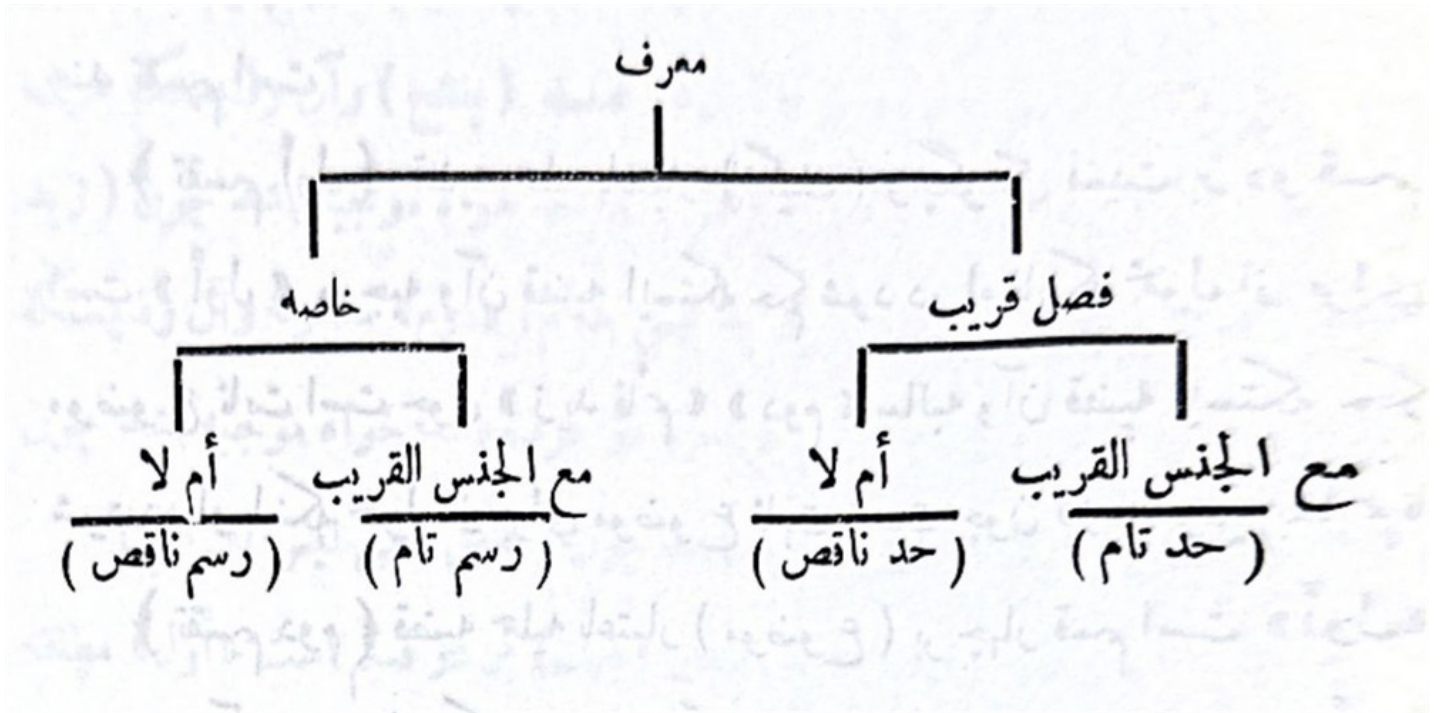 معرف
فصل قريب
خاصه
مع الجنس القريب
أم لا
مع الجنس القريب
أم لا
( حد تام )
( حد ناقص )
( رسم تام )
( رسم ناقص )